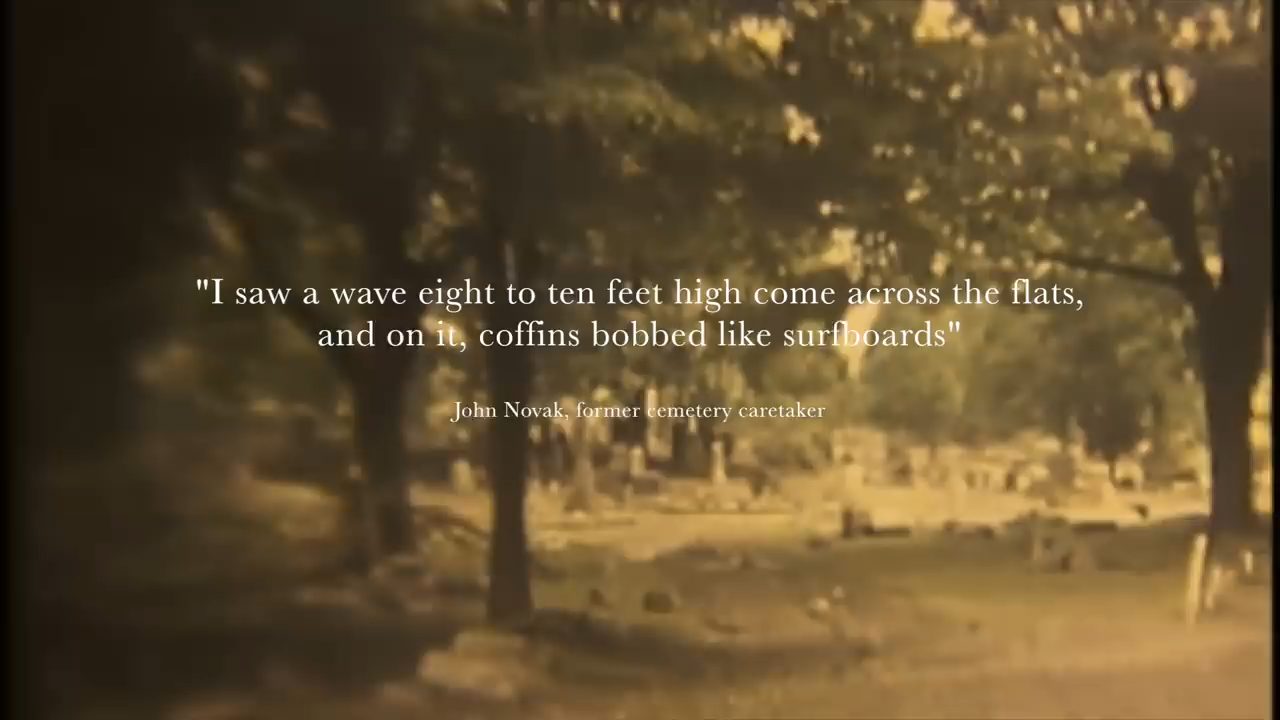 "I saw a wave eight to ten feet high come across the flats,
and on it, coffins bobbed like surfboards"
John Novak, former cemetery caretaker